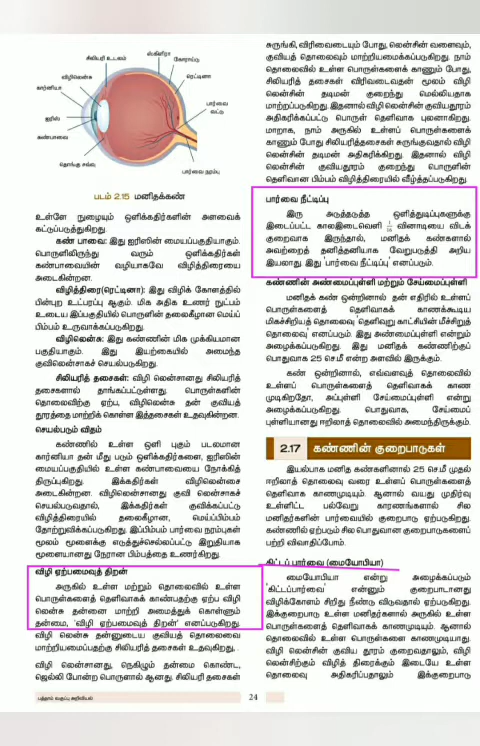 சிலியரி உடலம்
ஸ்கிளிரா
கோராய்டு
விழிலென்சு
ரெட்டினா
கார்னியா
பார்வை
ஐரிஸ்
கண்பாவை
பார்வை நரம்பு
படம் 2.15 மனிதக்கண்
உள்ளே நுழையும் ஒளிக்கதிர்களின் அளவைக்
கட்டுப்படுத்துகிறது.
கண் பாவை: இது ஐரிஸின் மையப்பகுதியாகும்.
பொருளிலிருந்து வரும் ஒளிக்கதிர்கள்
கண்பாவையின் வழியாகவே விழித்திரையை
அடைகின்றன.
விழித்திரை(ரெட்டினா): இது விழிக் கோளத்தில்
பின்புற உட்பரப்பு ஆகும். மிக அதிக உணர் நுட்பம்
உடைய இப்பகுதியில் பொருளின் தலைகீழான மெய்ப்
பிம்பம் உருவாக்கப்படுகிறது.
விழிலென்சு: இது கண்ணின் மிக முக்கியமான
பகுதியாகும். இது இயற்கையில் அமைந்த
குவிலென்சாகச் செயல்படுகிறது.
சிலியரித் தசைகள்: விழி லென்சானது சிலியரித்
தசைகளால் தாங்கப்பட்டுள்ளது. பொருள்களின்
தொலைவிற்கு ஏற்ப, விழிலென்சு தன் குவியத்
தூரத்தை மாற்றிக் கொள்ள இத்தசைகள் உதவுகின்றன.
செயல்படும் விதம்
கண்ணில் உள்ள ஒளி புகும் படலமான
கார்னியா தன் மீது படும் ஒளிக்கதிர்களை, ஐரிஸின்
மையப்பகுதியில் உள்ள கண்பாவையை நோக்கித்
திருப்புகிறது. இக்கதிர்கள் விழிலென்சை
அடைகின்றன. விழிலென்சானது குவி லென்சாகச்
செயல்படுவதால், இக்கதிர்கள் குவிக்கப்பட்டு
விழித்திரையில் தலைகீழான, மெய்ப்பிம்பம்
தோற்றுவிக்கப்படுகிறது. இப்பிம்பம் பார்வை நரம்புகள்
மூலம் மூளைக்கு எடுத்துச்செல்லப்பட்டு இறுதியாக
மூளையானது நேரான பிம்பத்தை உணர்கிறது.
விழி ஏற்பமைவுத் திறன்
அருகில் உள்ள மற்றும் தொலைவில் உள்ள
பொருள்களைத் தெளிவாகக் காண்பதற்கு ஏற்ப விழி
லென்சு தன்னை மாற்றி அமைத்துக் கொள்ளும்
தன்மை, 'விழி ஏற்பமைவுத் திறன்' எனப்படுகிறது.
விழி லென்சு தன்னுடைய குவியத் தொலைவை
மாற்றியமைப்பதற்கு சிலியரித் தசைகள் உதவுகிறது.
விழி லென்சானது, நெகிழும் தன்மை கொண்ட,
ஜெல்லி போன்ற பொருளால் ஆனது. சிலியரி தசைகள்
சுருங்கி, விரிவடையும் போது, லென்சின் வளைவும்,
குவியத் தொலைவும் மாற்றியமைக்கப்படுகிறது. நாம்
தொலைவில் உள்ள பொருள்களைக் காணும் போது,
சிலியரித் தசைகள் விரிவடைவதன் மூலம் விழி
லென்சின் தடிமன் குறைந்து மெல்லியதாக
மாற்றப்படுகிறது. இதனால் விழி லென்சின் குவியதூரம்
அதிகரிக்கப்பட்டு பொருள் தெளிவாக புலனாகிறது.
மாறாக, நாம் அருகில் உள்ளப் பொருள்களைக்
காணும் போது சிலியரித்தசைகள் சுருங்குவதால் விழி
லென்சின் தடிமன் அதிகரிக்கிறது. இதனால் விழி
லென்சின் குவியதூரம் குறைந்து பொருளின்
தெளிவான பிம்பம் விழித்திரையில் வீழ்த்தப்படுகிறது.
பார்வை நீட்டிப்பு
இரு அடுத்தடுத்த ஒளித்துடிப்புகளுக்கு
இடைப்பட்ட காலஇடைவெளி 1/16 வினாடியை விடக்
குறைவாக இருந்தால், மனிதக் கண்களால்
அவற்றைத் தனித்தனியாக வேறுபடுத்தி அறிய
இயலாது. இது 'பார்வை நீட்டிப்பு' எனப்படும்.
கண்ணின் அண்மைப்புள்ளி மற்றும் சேய்மைப்புள்ளி
மனிதக் கண் ஒன்றினால் தன் எதிரில் உள்ளப்
பொருள்களைத் தெளிவாகக் காணக்கூடிய
மிகச்சிறியத் தொலைவு 'தெளிவுறு காட்சியின் மீச்சிறுத்
தொலைவு' எனப்படும். இது அண்மைப்புள்ளி என்றும்
அழைக்கப்படுகிறது. இது மனிதக் கண்ணிற்குப்
பொதுவாக 25 செமீ என்ற அளவில் இருக்கும்.
கண் ஒன்றினால், எவ்வளவுத் தொலைவில்
உள்ளப் பொருள்களைத் தெளிவாகக் காண
முடிகிறதோ, அப்புள்ளி சேய்மைப்புள்ளி என்று
அழைக்கப்படுகிறது. பொதுவாக, சேய்மைப்
புள்ளியானது ஈறிலாத் தொலைவில் அமைந்திருக்கும்.
2.17 கண்ணின் குறைபாடுகள்
இயல்பாக மனித கண்களினால் 25 செமீ முதல்
ஈறிலாத் தொலைவு வரை உள்ளப் பொருள்களைத்
தெளிவாகக் காணமுடியும். ஆனால் வயது முதிர்வு
உள்ளிட்ட பல்வேறு காரணங்களால் சில
மனிதர்களின் பார்வையில் குறைபாடு ஏற்படுகிறது.
கண்ணில் ஏற்படும் சில பொதுவான குறைபாடுகளைப்
பற்றி விவாதிப்போம்.
கிட்டப் பார்வை (மையோபியா)
மையோபியா என்று அழைக்கப்படும்
'கிட்டப்பார்வை' என்னும் குறைபாடானது
விழிக்கோளம் சிறிது நீண்டு விடுவதால் ஏற்படுகிறது.
இக்குறைபாடு உள்ள மனிதர்களால் அருகில் உள்ள
பொருள்களைத் தெளிவாகக் காணமுடியும். ஆனால்
தொலைவில் உள்ள பொருள்களை காணமுடியாது.
விழி லென்சின் குவிய தூரம் குறைவதாலும், விழி
லென்சிற்கும் விழித் திரைக்கும் இடையே உள்ள
தொலைவு அதிகரிப்பதாலும் இக்குறைபாடு
பத்தாம் வகுப்பு அறிவியல்
24